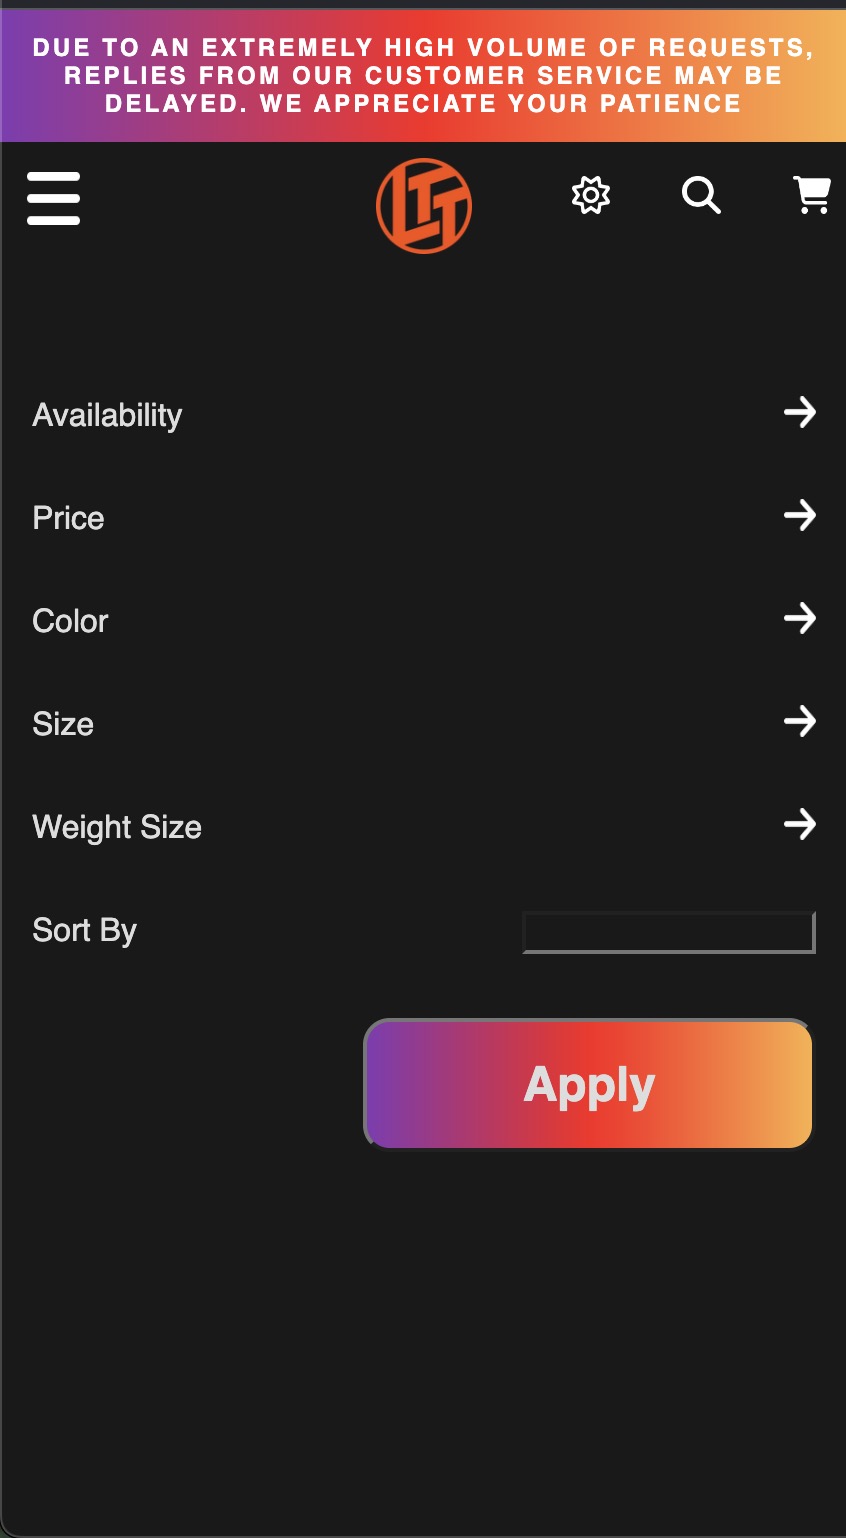 DUE TO AN EXTREMELY HIGH VOLUME OF REQUESTS,
REPLIES FROM OUR CUSTOMER SERVICE MAY BE
DELAYED. WE APPRECIATE YOUR PATIENCE
LTT
Availability
Price
Color
Size
Weight Size
Sort By
Apply